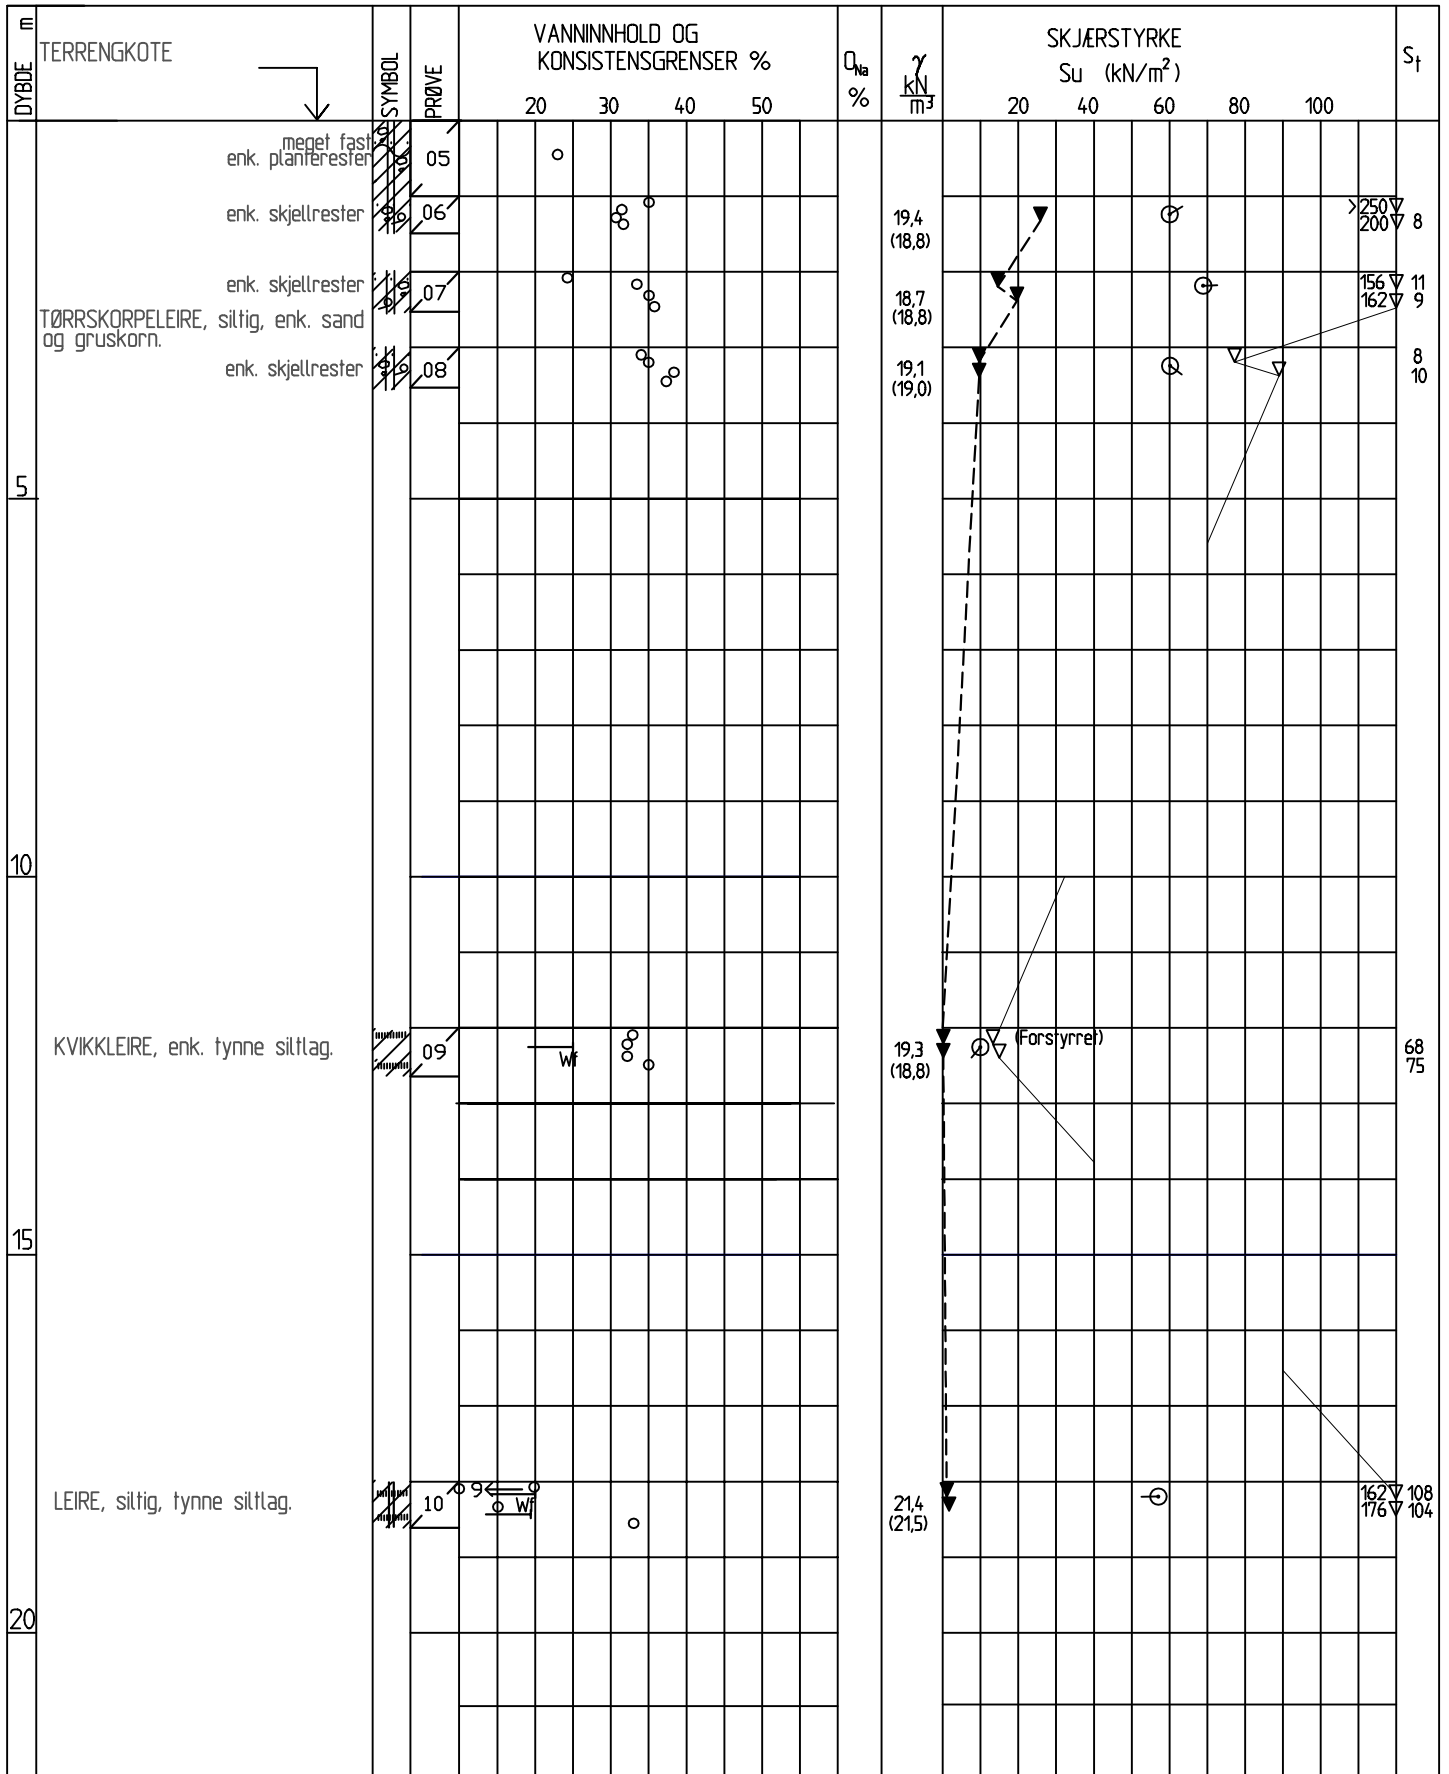 DYBDE m
TERRENGKOTE
SYMBOL
PRØVE
VANNINNHOLD OG
KONSISTENSGRENSER %
20 30 40 50
O Na
%
γ
kN
m³
SKJÆRSTYRKE
Su (kN/m²)
20 40 60 80 100
St
meget fast
enk. planterester
05
enk. skjellrester
06
19,4
(18,8)
>250
200 8
enk. skjellrester
07
18,7
(18,8)
156 11
162 9
TØRRSKORPELEIRE, siltig, enk. sand
og gruskorn.
enk. skjellrester
08
19,1
(19,0)
8
10
5
10
KVIKKLEIRE, enk. tynne siltlag.
09
Wf
19,3
(18,8)
(Forstyrret)
68
75
15
LEIRE, siltig, tynne siltlag.
10
9
Wf
21,4
(21,5)
162 108
176 104
20